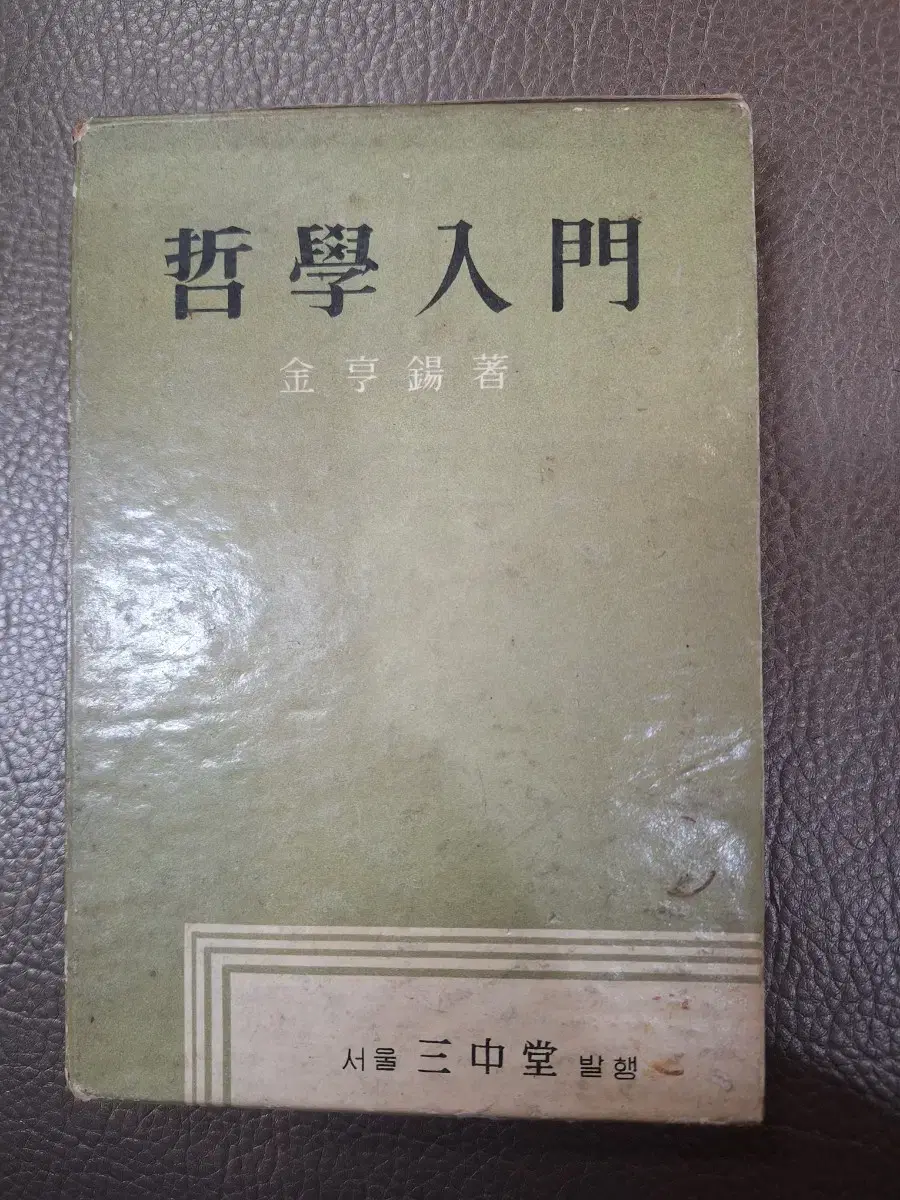 哲學入門
金亨錫著
서울 三中堂 발행